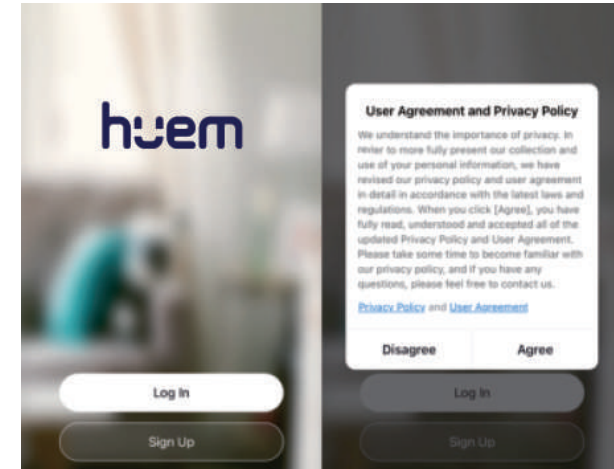 huem
Log In
Sign Up
User Agreement and Privacy Policy
We understand the importance of privacy. In
revier to more fully present our collection and
use of your personal information, we have
revised our privacy policy and user agreement
in detail in accordance with the latest laws and
regulations. When you click [Agree], you have
fully read, understood and accepted all of the
updated Privacy Policy and User Agreement.
Please take some time to become familiar with
our privacy policy, and if you have any
questions, please feel free to contact us.
Privacy Policy and User Agreement
Disagree Agree
Log In
Sign Up